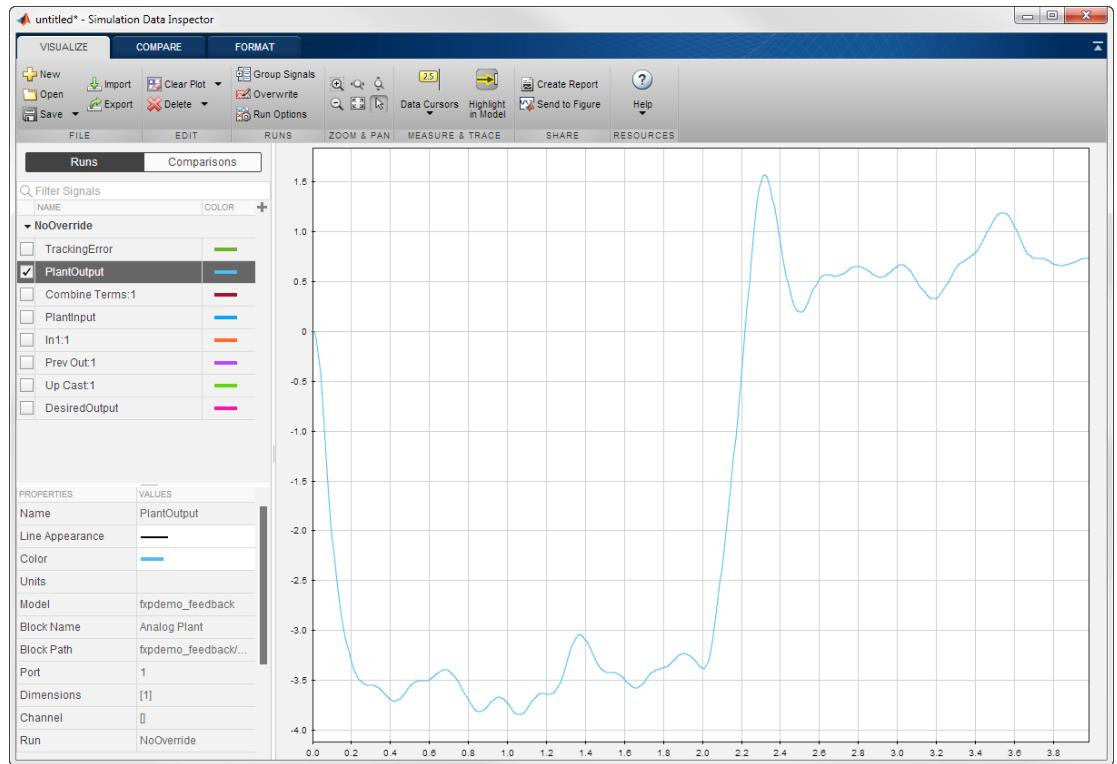 untitled* - Simulation Data Inspector
VISUALIZE COMPARE FORMAT
New
Open
Save
Import
Export
Clear Plot
Delete
Group Signals
Overwrite
Run Options
2.5
Data Cursors
Highlight
in Model
Create Report
Send to Figure
?
Help
FILE EDIT RUNS ZOOM & PAN MEASURE & TRACE SHARE RESOURCES
Runs Comparisons
Filter Signals
NAME COLOR
NoOverride
TrackingError
PlantOutput
Combine Terms:1
PlantInput
In1:1
Prev Out:1
Up Cast:1
DesiredOutput
PROPERTIES VALUES
Name PlantOutput
Line Appearance
Color
Units
Model fxpdemo_feedback
Block Name Analog Plant
Block Path fxpdemo_feedback/...
Port 1
Dimensions [1]
Channel []
Run NoOverride
1.5
1.0
0.5
0
-0.5
-1.0
-1.5
-2.0
-2.5
-3.0
-3.5
-4.0
0.0 0.2 0.4 0.6 0.8 1.0 1.2 1.4 1.6 1.8 2.0 2.2 2.4 2.6 2.8 3.0 3.2 3.4 3.6 3.8